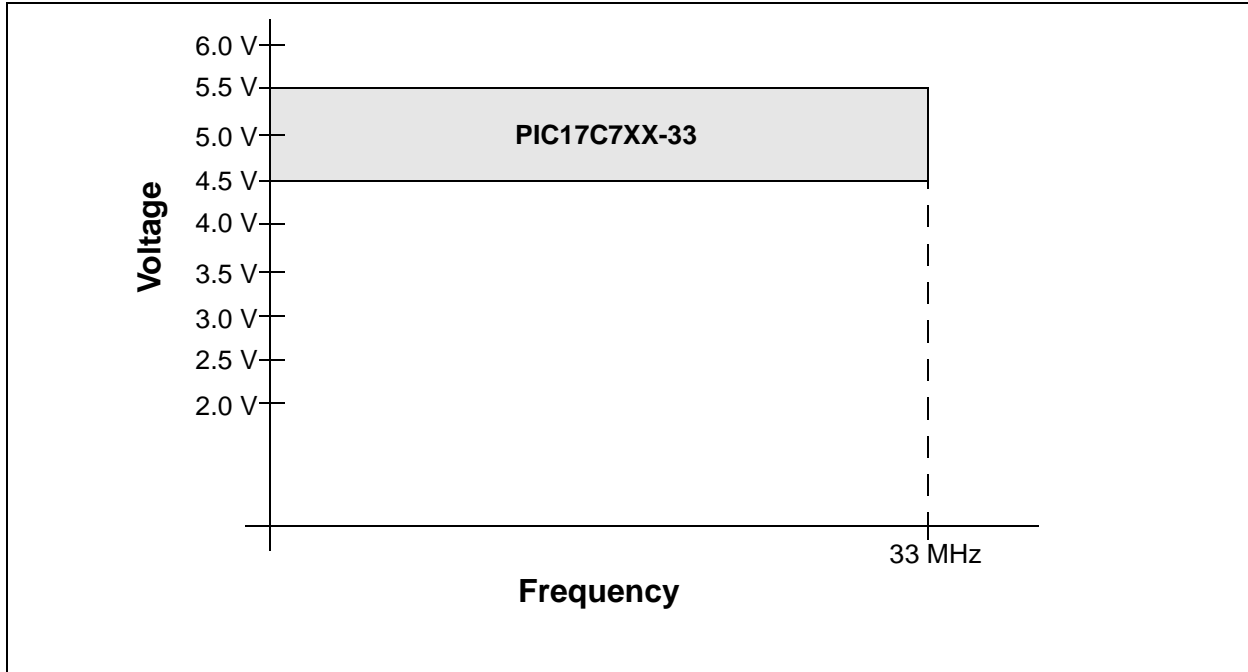 6.0 V
5.5 V
5.0 V
PIC17C7XX-33
4.5 V
4.0 V
3.5 V
3.0 V
2.5 V
2.0 V
Voltage
33 MHz
Frequency